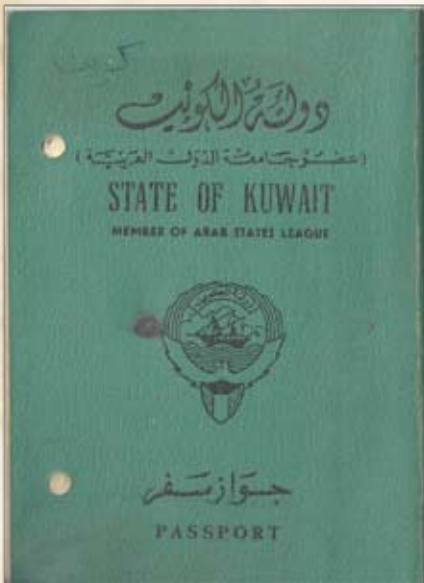 دولة الكويت
(عضو جامعة الدول العربية)
STATE OF KUWAIT
MEMBER OF ARAB STATES LEAGUE
جواز سفر
PASSPORT